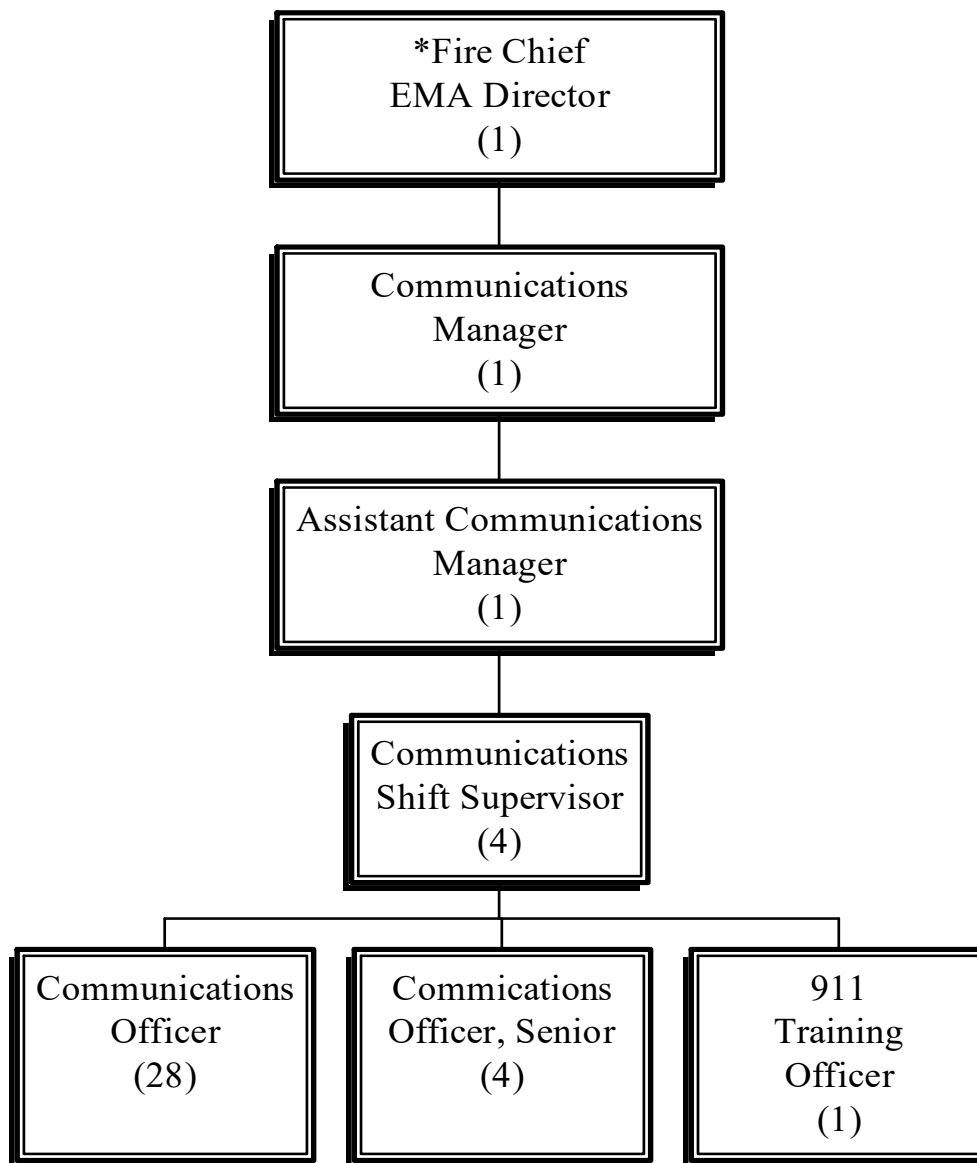 *Fire Chief
EMA Director
(1)
Communications
Manager
(1)
Assistant Communications
Manager
(1)
Communications
Shift Supervisor
(4)
Communications
Officer
(28)
Commications
Officer, Senior
(4)
911
Training
Officer
(1)